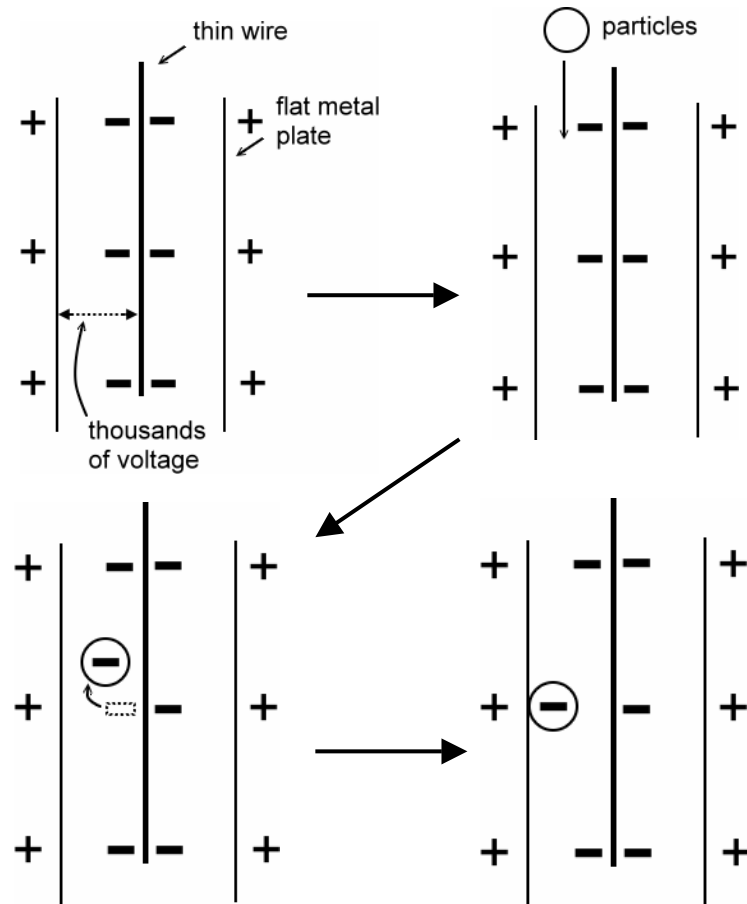 thin wire
particles
flat metal
plate
thousands
of voltage